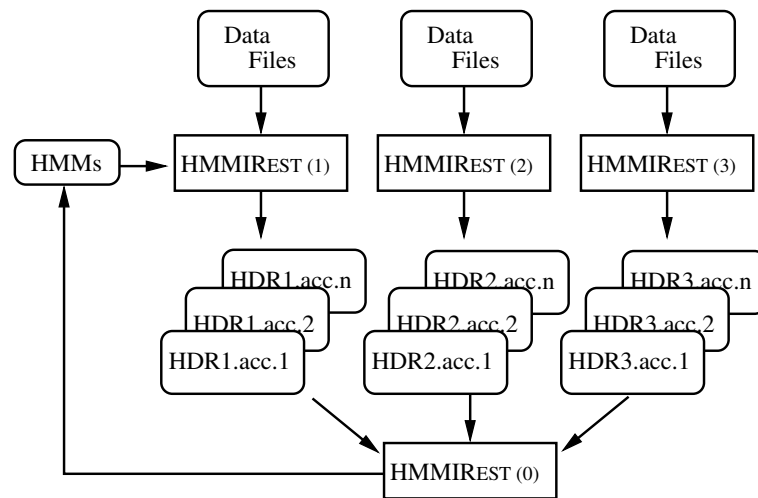 Data
Files
Data
Files
Data
Files
HMMs
HMMIREST (1)
HMMIREST (2)
HMMIREST (3)
HDR1.acc.n
HDR2.acc.n
HDR3.acc.n
HDR1.acc.2
HDR2.acc.2
HDR3.acc.2
HDR1.acc.1
HDR2.acc.1
HDR3.acc.1
HMMIREST (0)